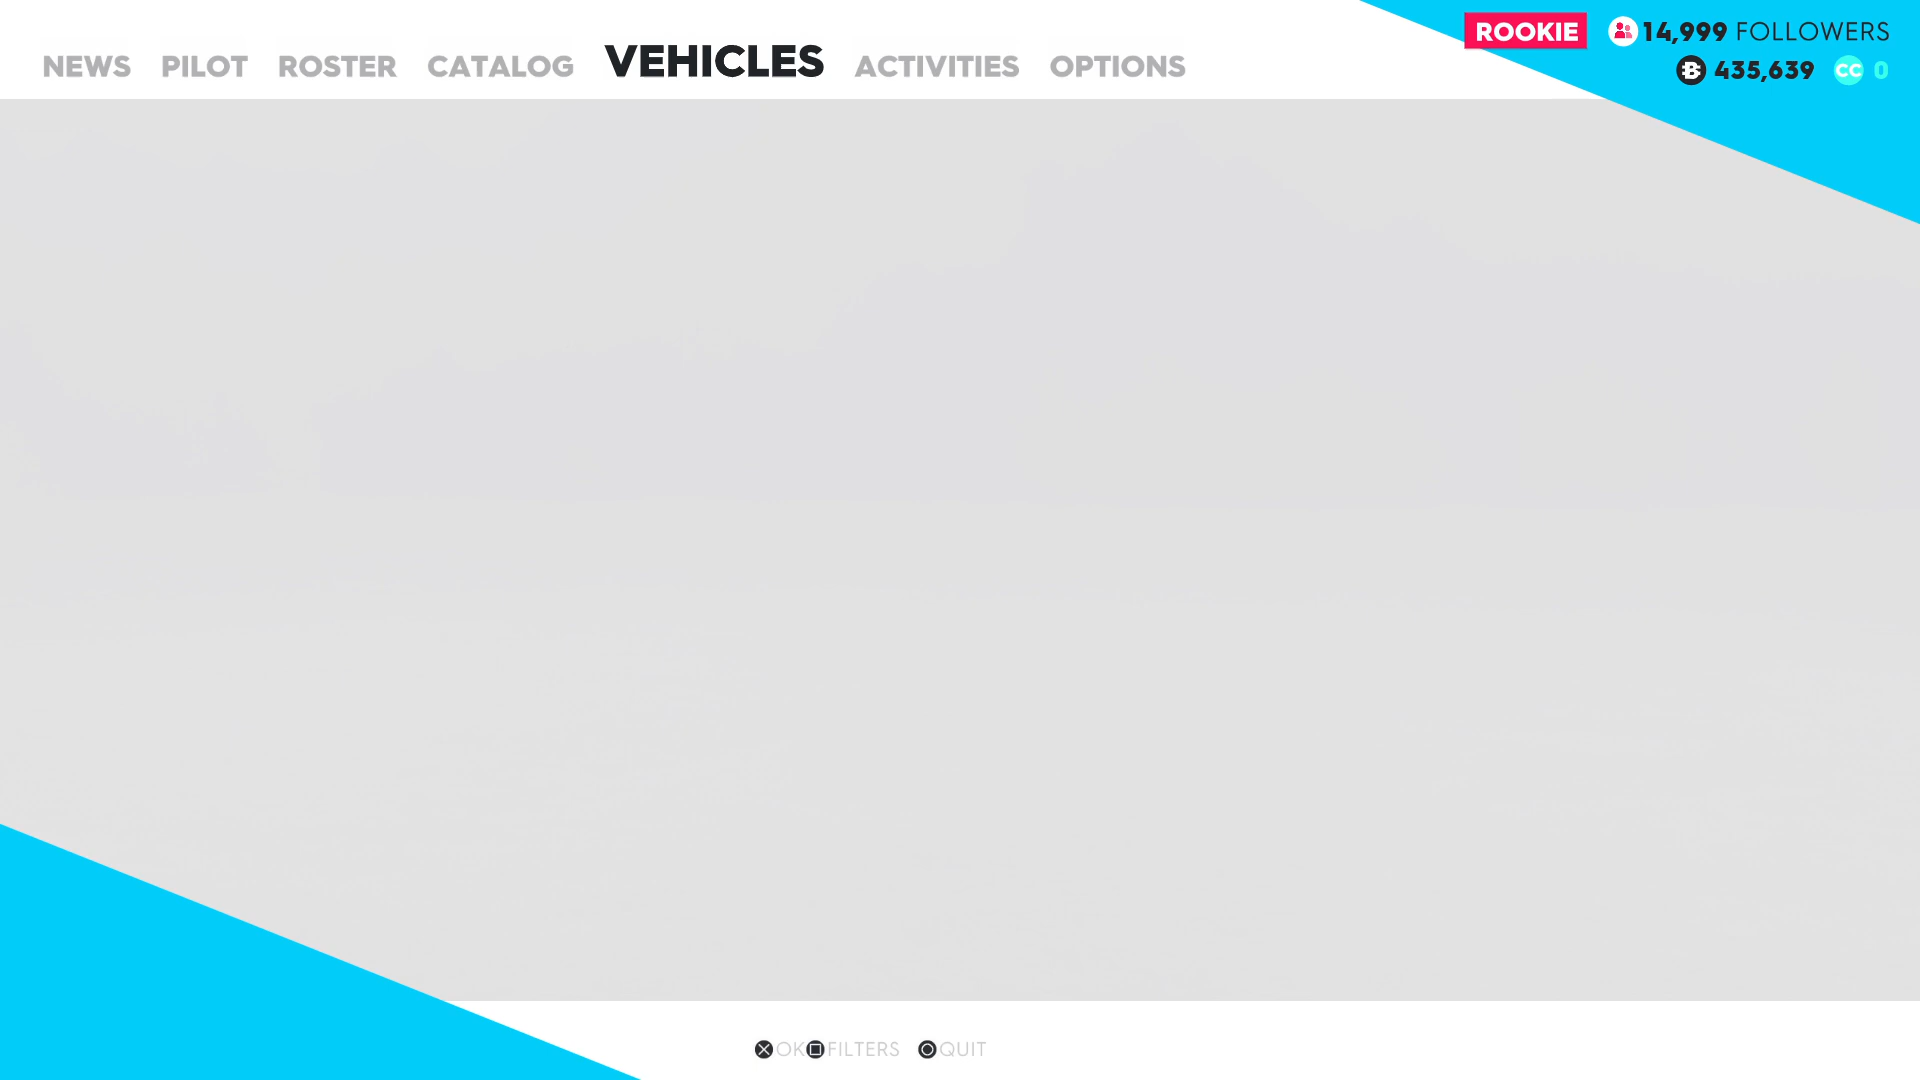 NEWS PILOT ROSTER CATALOG VEHICLES ACTIVITIES OPTIONS
ROOKIE 14,999 FOLLOWERS
435,639 CC 0
OK FILTERS QUIT